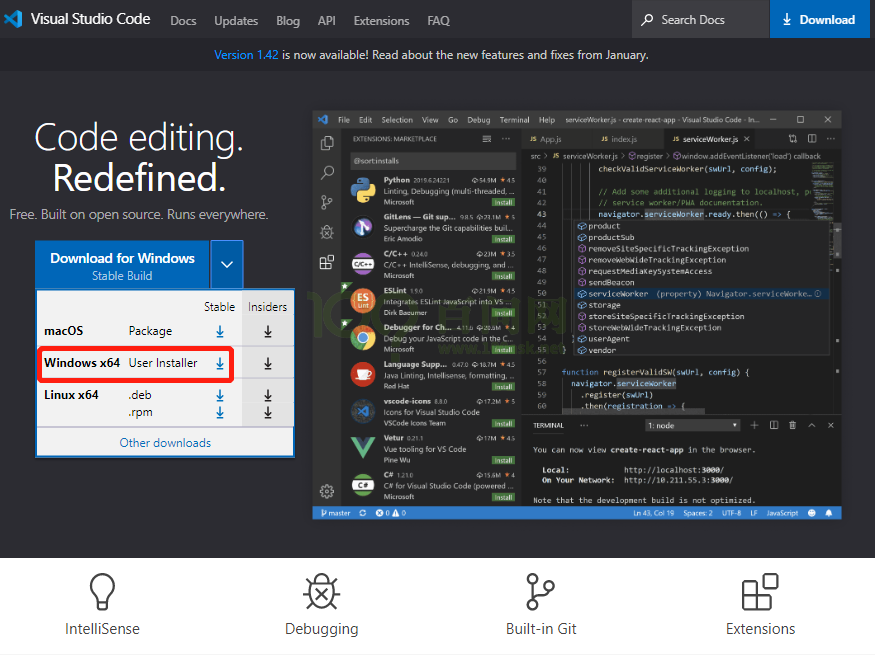 Visual Studio Code Docs Updates Blog API Extensions FAQ Search Docs Download
Version 1.42 is now available! Read about the new features and fixes from January.
Code editing.
Redefined.
Free. Built on open source. Runs everywhere.
Download for Windows
Stable Build
Stable Insiders
macOS Package
Windows x64 User Installer
Linux x64 .deb
.rpm
Other downloads
File Edit Selection View Go Debug Terminal Help serviceWorker.js - create-react-app - Visual Studio Code - In...
EXTENSIONS: MARKETPLACE
@sort:installs
Python 2019.6.24221 54.9M 4.5
Linting, Debugging (multi-threaded, ...
Microsoft Install
GitLens — Git sup... 9.8.5 23.1M 5
Supercharge the Git capabilities buil...
Eric Amodio Install
C/C++ 0.24.0 23M 3.5
C/C++ IntelliSense, debugging, and ...
Microsoft Install
ESLint 1.9.0 21.9M 4.5
Integrates ESLint JavaScript into VS ...
Dirk Baeumer Install
Debugger for Ch... 4.11.6 20.6M 4
Debug your JavaScript code in the ...
Microsoft Install
Language Supp... 0.47.0 18.7M 4.5
Java Linting, Intellisense, formatting, ...
Red Hat Install
vscode-icons 8.8.0 17.2M 5
Icons for Visual Studio Code
VSCode Icons Team Install
Vetur 0.21.1 17M 4.5
Vue tooling for VS Code
Pine Wu Install
C# 1.21.0 15.6M 4
C# for Visual Studio Code (powered ...
Microsoft Install
JS App.js JS index.js JS serviceWorker.js
src > JS serviceWorker.js > register > window.addEventListener('load') callback
39 checkValidServiceWorker(swUrl, config);
40
41 // Add some additional logging to localhost, p
42 // service worker/PWA documentation.
43 navigator.serviceWorker.ready.then(() => {
44 product
45 productSub
46 removeSiteSpecificTrackingException
47 removeWebWideTrackingException
48 requestMediaKeySystemAccess
49 sendBeacon
50 serviceWorker (property) Navigator.serviceWorke...
51 storage
52 storeSiteSpecificTrackingException
53 storeWebWideTrackingException
54 userAgent
55 } vendor
56
57 function registerValidSW(swUrl, config) {
58 navigator.serviceWorker
59 .register(swUrl)
60 .then(registration => {
TERMINAL ... 1: node
You can now view create-react-app in the browser.
Local: http://localhost:3000/
On Your Network: http://10.211.55.3:3000/
Note that the development build is not optimized.
master 0 0 Ln 43, Col 19 Spaces: 2 UTF-8 LF JavaScript
IntelliSense Debugging Built-in Git Extensions